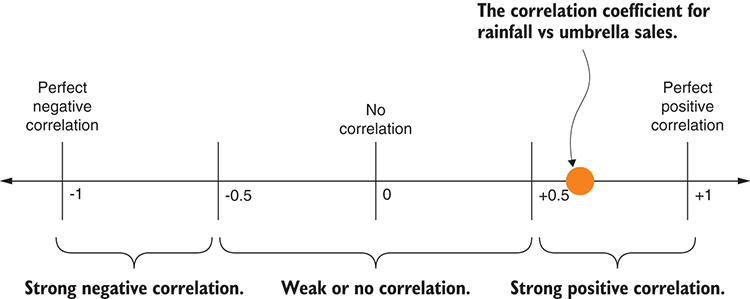 The correlation coefficient for
rainfall vs umbrella sales.
Perfect
negative
correlation
No
correlation
Perfect
positive
correlation
-1
-0.5
0
+0.5
+1
Strong negative correlation.
Weak or no correlation.
Strong positive correlation.